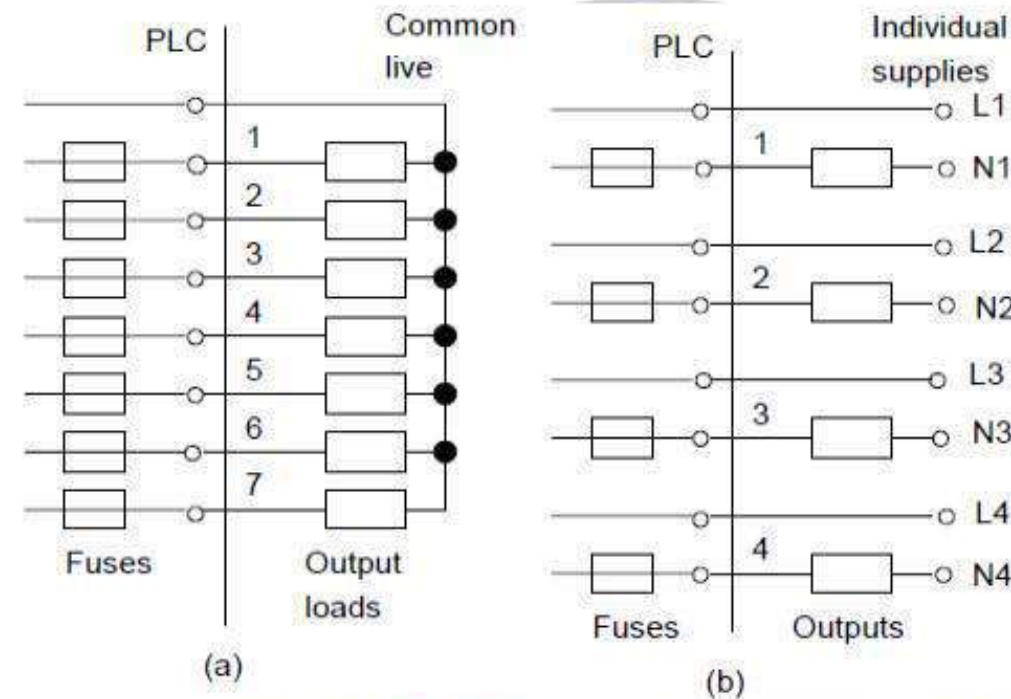 PLC
Common
live
1
2
3
4
5
6
7
Fuses
Output
loads
(a)
PLC
Individual
supplies
L1
1
N1
L2
2
N2
L3
3
N3
L4
4
N4
Fuses
Outputs
(b)